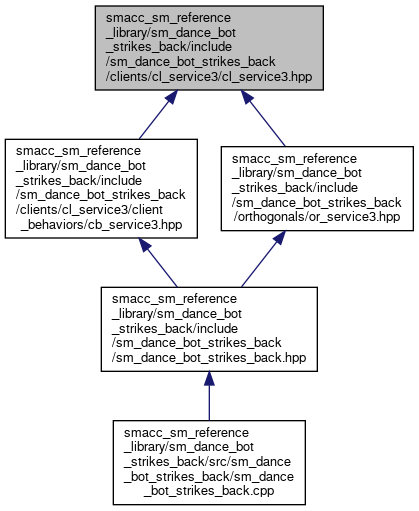 smacc_sm_reference
_library/sm_dance_bot
_strikes_back/include
/sm_dance_bot_strikes_back
/clients/cl_service3/cl_service3.hpp
smacc_sm_reference
_library/sm_dance_bot
_strikes_back/include
/sm_dance_bot_strikes_back
/clients/cl_service3/client
_behaviors/cb_service3.hpp
smacc_sm_reference
_library/sm_dance_bot
_strikes_back/include
/sm_dance_bot_strikes_back
/orthogonals/or_service3.hpp
smacc_sm_reference
_library/sm_dance_bot
_strikes_back/include
/sm_dance_bot_strikes_back
/sm_dance_bot_strikes_back.hpp
smacc_sm_reference
_library/sm_dance_bot
_strikes_back/src/sm_dance
_bot_strikes_back/sm_dance
_bot_strikes_back.cpp